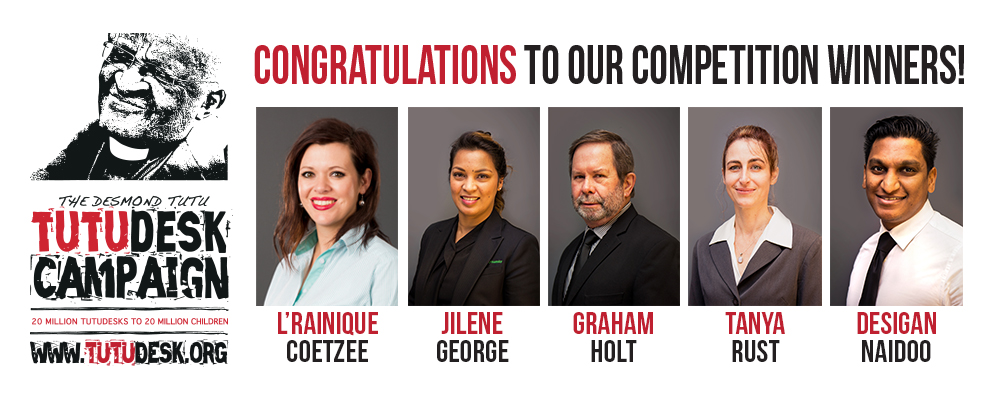 CONGRATULATIONS TO OUR COMPETITION WINNERS!
THE DESMOND TUTU
TUTUDESK
CAMPAIGN
20 MILLION TUTUDESKS TO 20 MILLION CHILDREN
WWW.TUTUDESK.ORG
L'RAINIQUE
COETZEE
JILENE
GEORGE
GRAHAM
HOLT
TANYA
RUST
DESIGAN
NAIDOO